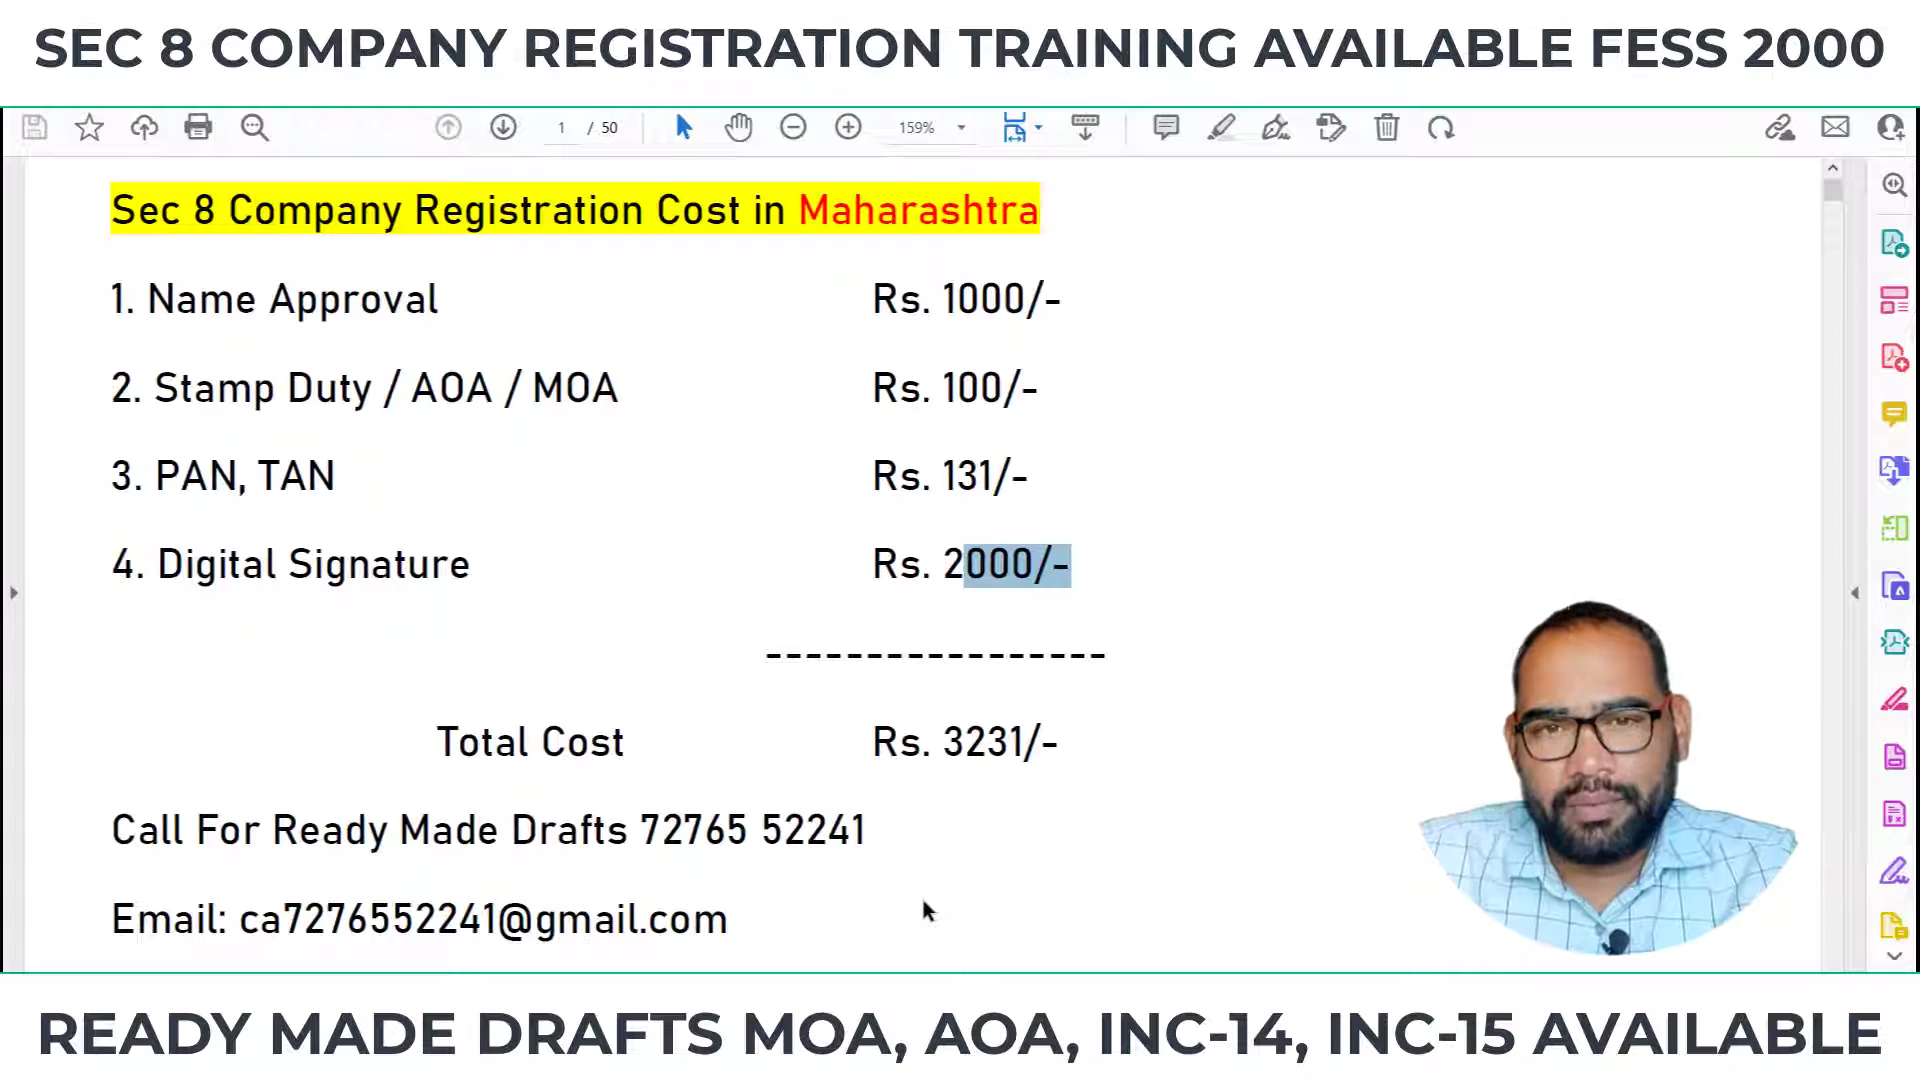 SEC 8 COMPANY REGISTRATION TRAINING AVAILABLE FESS 2000
1 / 50
159%
Sec 8 Company Registration Cost in Maharashtra
1. Name Approval Rs. 1000/-
2. Stamp Duty / AOA / MOA Rs. 100/-
3. PAN, TAN Rs. 131/-
4. Digital Signature Rs. 2000/-
-----------------
Total Cost Rs. 3231/-
Call For Ready Made Drafts 72765 52241
Email: ca7276552241@gmail.com
READY MADE DRAFTS MOA, AOA, INC-14, INC-15 AVAILABLE